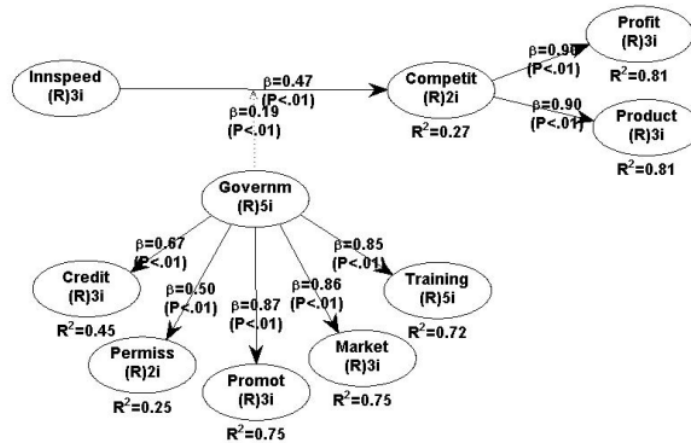 Profit
(R)3i
R²=0.81
β=0.90
(P<.01)
Innspeed
(R)3i
β=0.47
(P<.01)
Competit
(R)2i
R²=0.27
β=0.90
(P<.01)
Product
(R)3i
R²=0.81
β=0.19
(P<.01)
Governm
(R)5i
β=0.67
(P<.01)
β=0.50
(P<.01)
β=0.87
(P<.01)
β=0.86
(P<.01)
β=0.85
(P<.01)
Credit
(R)3i
R²=0.45
Permiss
(R)2i
R²=0.25
Promot
(R)3i
R²=0.75
Market
(R)3i
R²=0.75
Training
(R)5i
R²=0.72